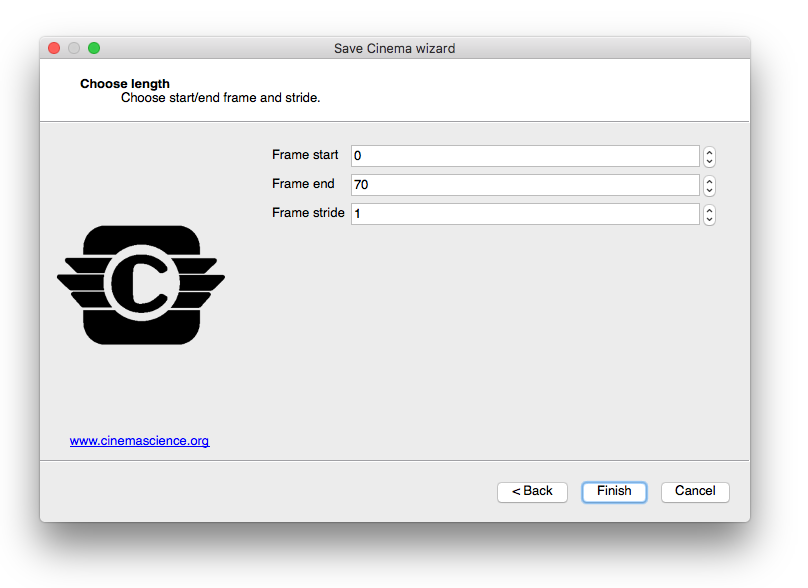 Save Cinema wizard
Choose length
Choose start/end frame and stride.
Frame start 0
Frame end 70
Frame stride 1
C
www.cinemascience.org
< Back Finish Cancel